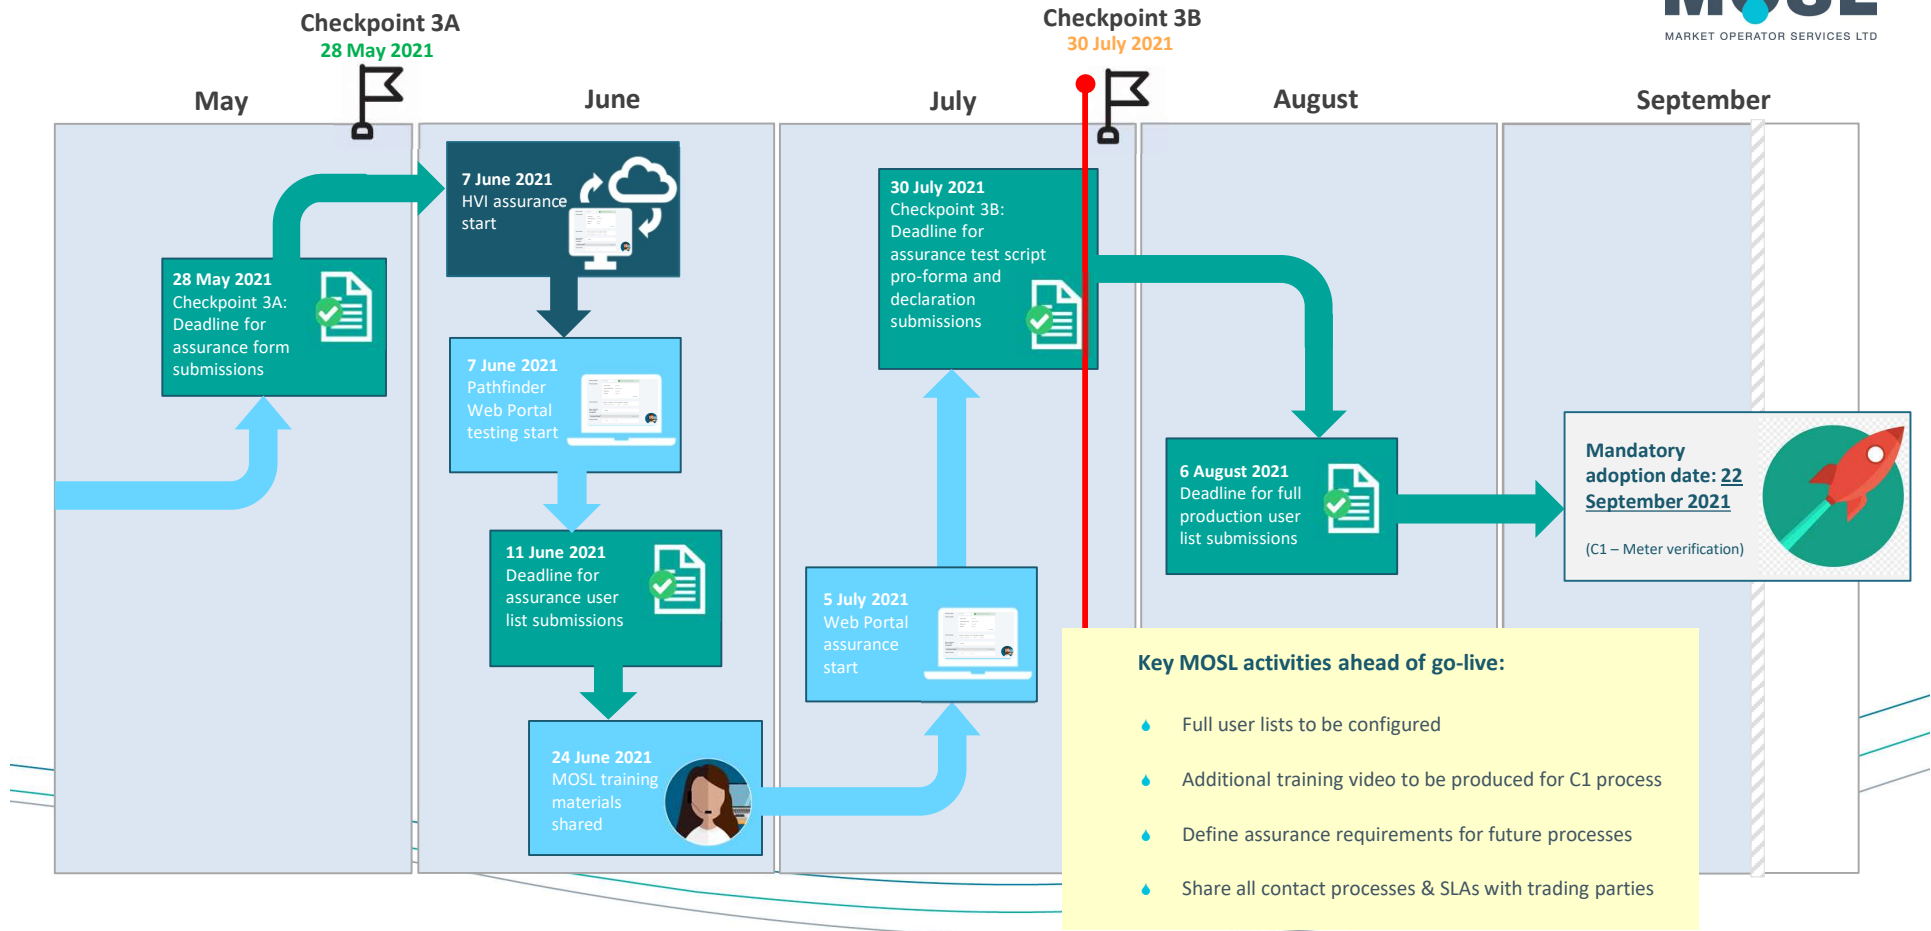 Checkpoint 3A
28 May 2021
Checkpoint 3B
30 July 2021
MOSL
MARKET OPERATOR SERVICES LTD
May
June
July
August
September
28 May 2021
Checkpoint 3A:
Deadline for
assurance form
submissions
7 June 2021
HVI assurance
start
7 June 2021
Pathfinder
Web Portal
testing start
11 June 2021
Deadline for
assurance user
list submissions
24 June 2021
MOSL training
materials
shared
5 July 2021
Web Portal
assurance
start
30 July 2021
Checkpoint 3B:
Deadline for
assurance test script
pro-forma and
declaration
submissions
6 August 2021
Deadline for full
production user
list submissions
Mandatory
adoption date: 22
September 2021
(C1 – Meter verification)
Key MOSL activities ahead of go-live:
Full user lists to be configured
Additional training video to be produced for C1 process
Define assurance requirements for future processes
Share all contact processes & SLAs with trading parties